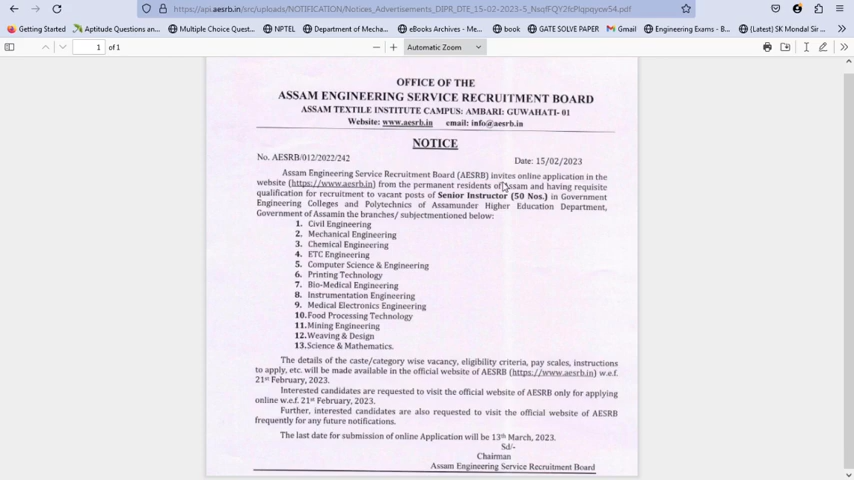 https://api.aesrb.in/src/uploads/NOTIFICATION/Notices_Advertisements_DIPR_DTE_15-02-2023-5_NsqfFQY2fcPlqpqycw54.pdf
Getting Started Aptitude Questions an... Multiple Choice Quest... NPTEL Department of Mecha... eBooks Archives - Me... book GATE SOLVE PAPER Gmail Engineering Exams - B... (Latest) SK Mondal Sir ...
1 of 1 Automatic Zoom
OFFICE OF THE
ASSAM ENGINEERING SERVICE RECRUITMENT BOARD
ASSAM TEXTILE INSTITUTE CAMPUS: AMBARI: GUWAHATI- 01
Website: www.aesrb.in email: info@aesrb.in
NOTICE
No. AESRB/012/2022/242 Date: 15/02/2023
Assam Engineering Service Recruitment Board (AESRB) invites online application in the
website (https://www.aesrb.in) from the permanent residents of Assam and having requisite
qualification for recruitment to vacant posts of Senior Instructor (50 Nos.) in Government
Engineering Colleges and Polytechnics of Assamunder Higher Education Department,
Government of Assamin the branches/ subjectmentioned below:
1. Civil Engineering
2. Mechanical Engineering
3. Chemical Engineering
4. ETC Engineering
5. Computer Science & Engineering
6. Printing Technology
7. Bio-Medical Engineering
8. Instrumentation Engineering
9. Medical Electronics Engineering
10.Food Processing Technology
11.Mining Engineering
12.Weaving & Design
13.Science & Mathematics.
The details of the caste/category wise vacancy, eligibility criteria, pay scales, instructions
to apply, etc. will be made available in the official website of AESRB (https://www.aesrb.in) w.e.f.
21st February, 2023.
Interested candidates are requested to visit the official website of AESRB only for applying
online w.e.f. 21st February, 2023.
Further, interested candidates are also requested to visit the official website of AESRB
frequently for any future notifications.
The last date for submission of online Application will be 13th March, 2023.
Sd/-
Chairman
Assam Engineering Service Recruitment Board